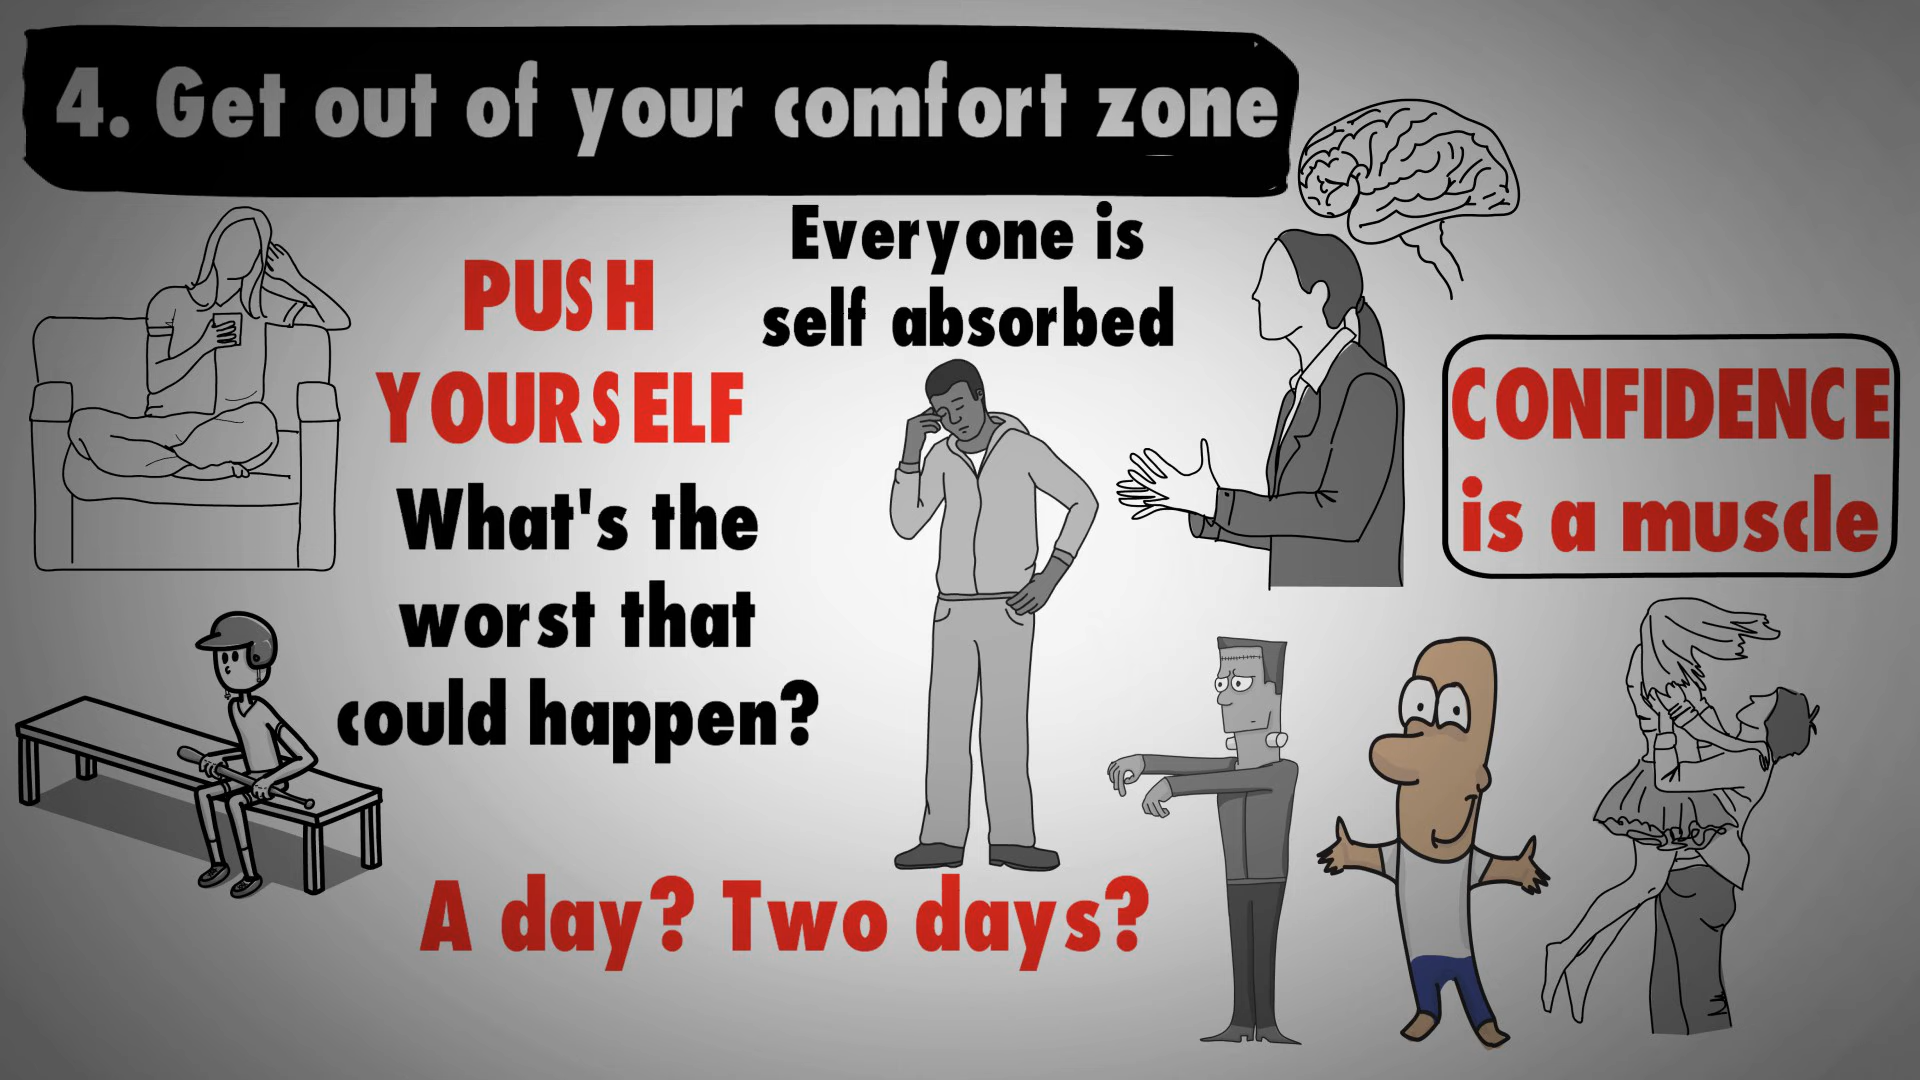 4. Get out of your comfort zone
PUSH
YOURSELF
What's the
worst that
could happen?
Everyone is
self absorbed
CONFIDENCE
is a muscle
A day? Two days?